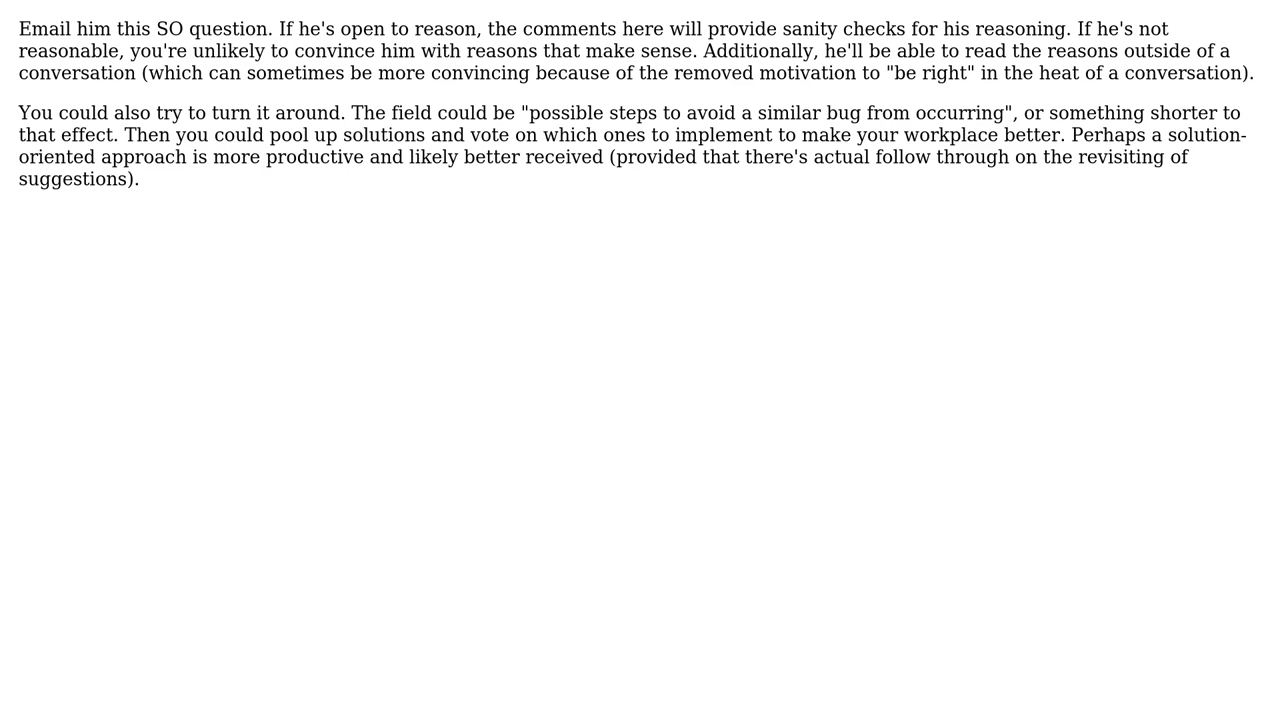 Email him this SO question. If he's open to reason, the comments here will provide sanity checks for his reasoning. If he's not
reasonable, you're unlikely to convince him with reasons that make sense. Additionally, he'll be able to read the reasons outside of a
conversation (which can sometimes be more convincing because of the removed motivation to "be right" in the heat of a conversation).
You could also try to turn it around. The field could be "possible steps to avoid a similar bug from occurring", or something shorter to
that effect. Then you could pool up solutions and vote on which ones to implement to make your workplace better. Perhaps a solution-
oriented approach is more productive and likely better received (provided that there's actual follow through on the revisiting of
suggestions).